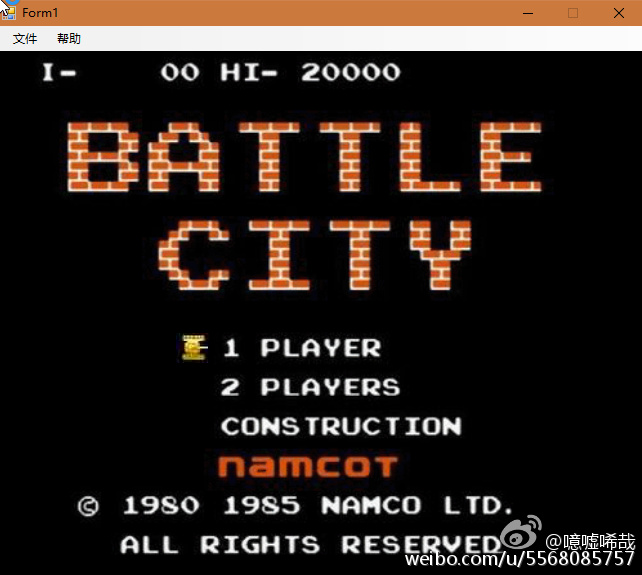 Form1
文件 帮助
I- 00 HI- 20000
BATTLE
CITY
1 PLAYER
2 PLAYERS
CONSTRUCTION
namcoT
© 1980 1985 NAMCO LTD.
ALL RIGHTS RESERVED
@噫嘘唏哉
weibo.com/u/5568085757